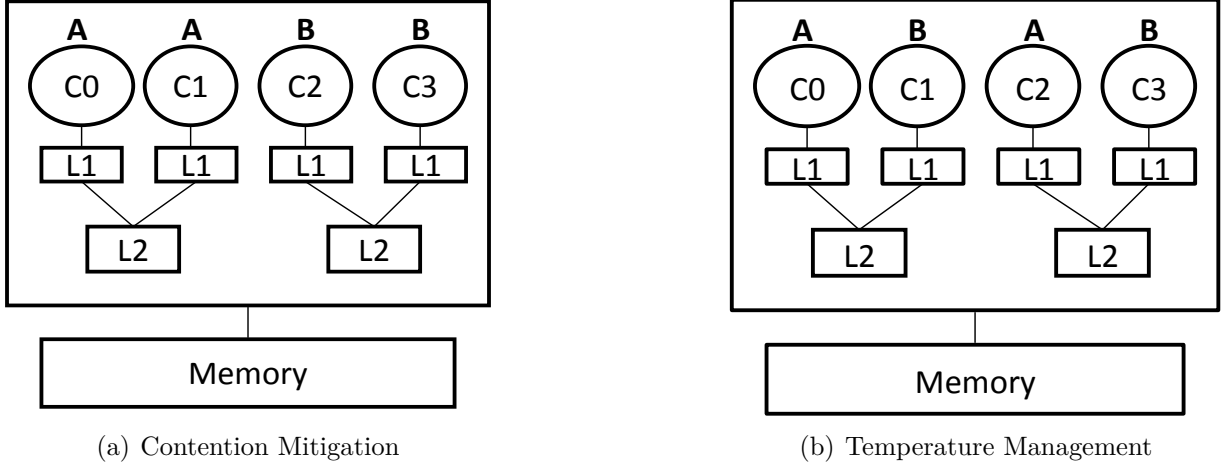 A A B B
C0 C1 C2 C3
L1 L1 L1 L1
L2 L2
Memory
(a) Contention Mitigation
A B A B
C0 C1 C2 C3
L1 L1 L1 L1
L2 L2
Memory
(b) Temperature Management